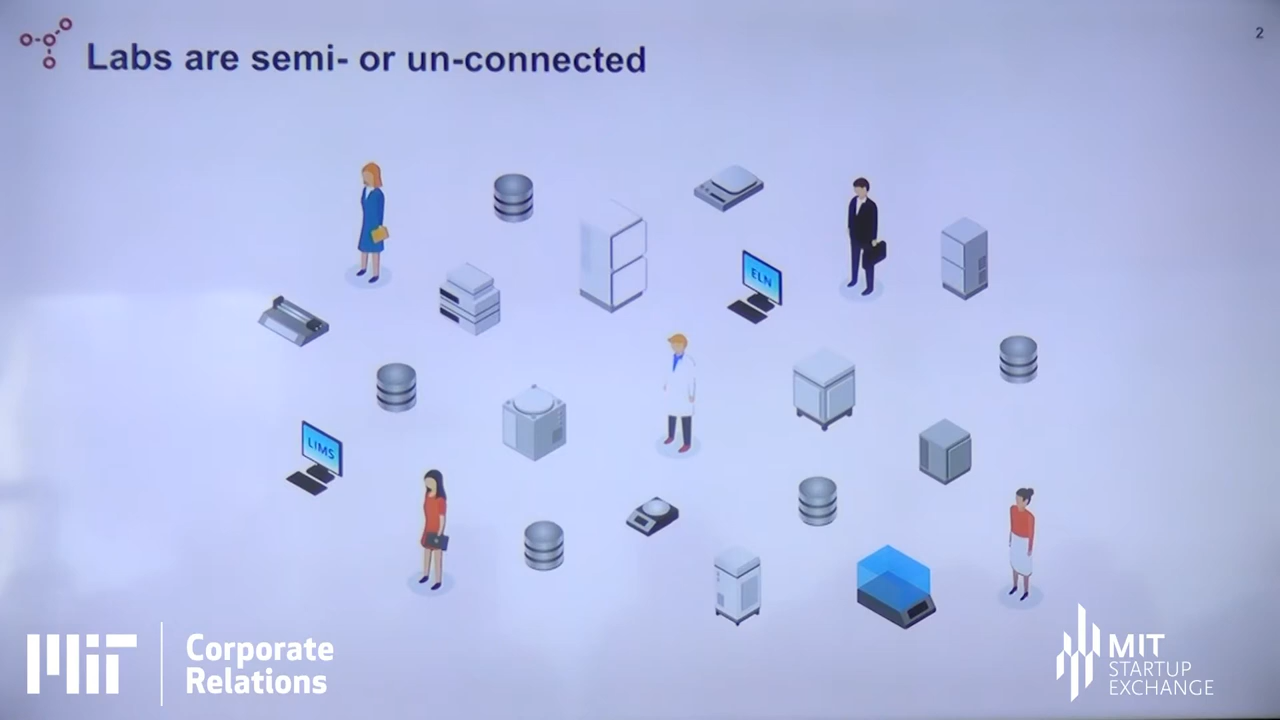 2
Labs are semi- or un-connected
ELN
LIMS
MIT
Corporate
Relations
MIT
STARTUP
EXCHANGE